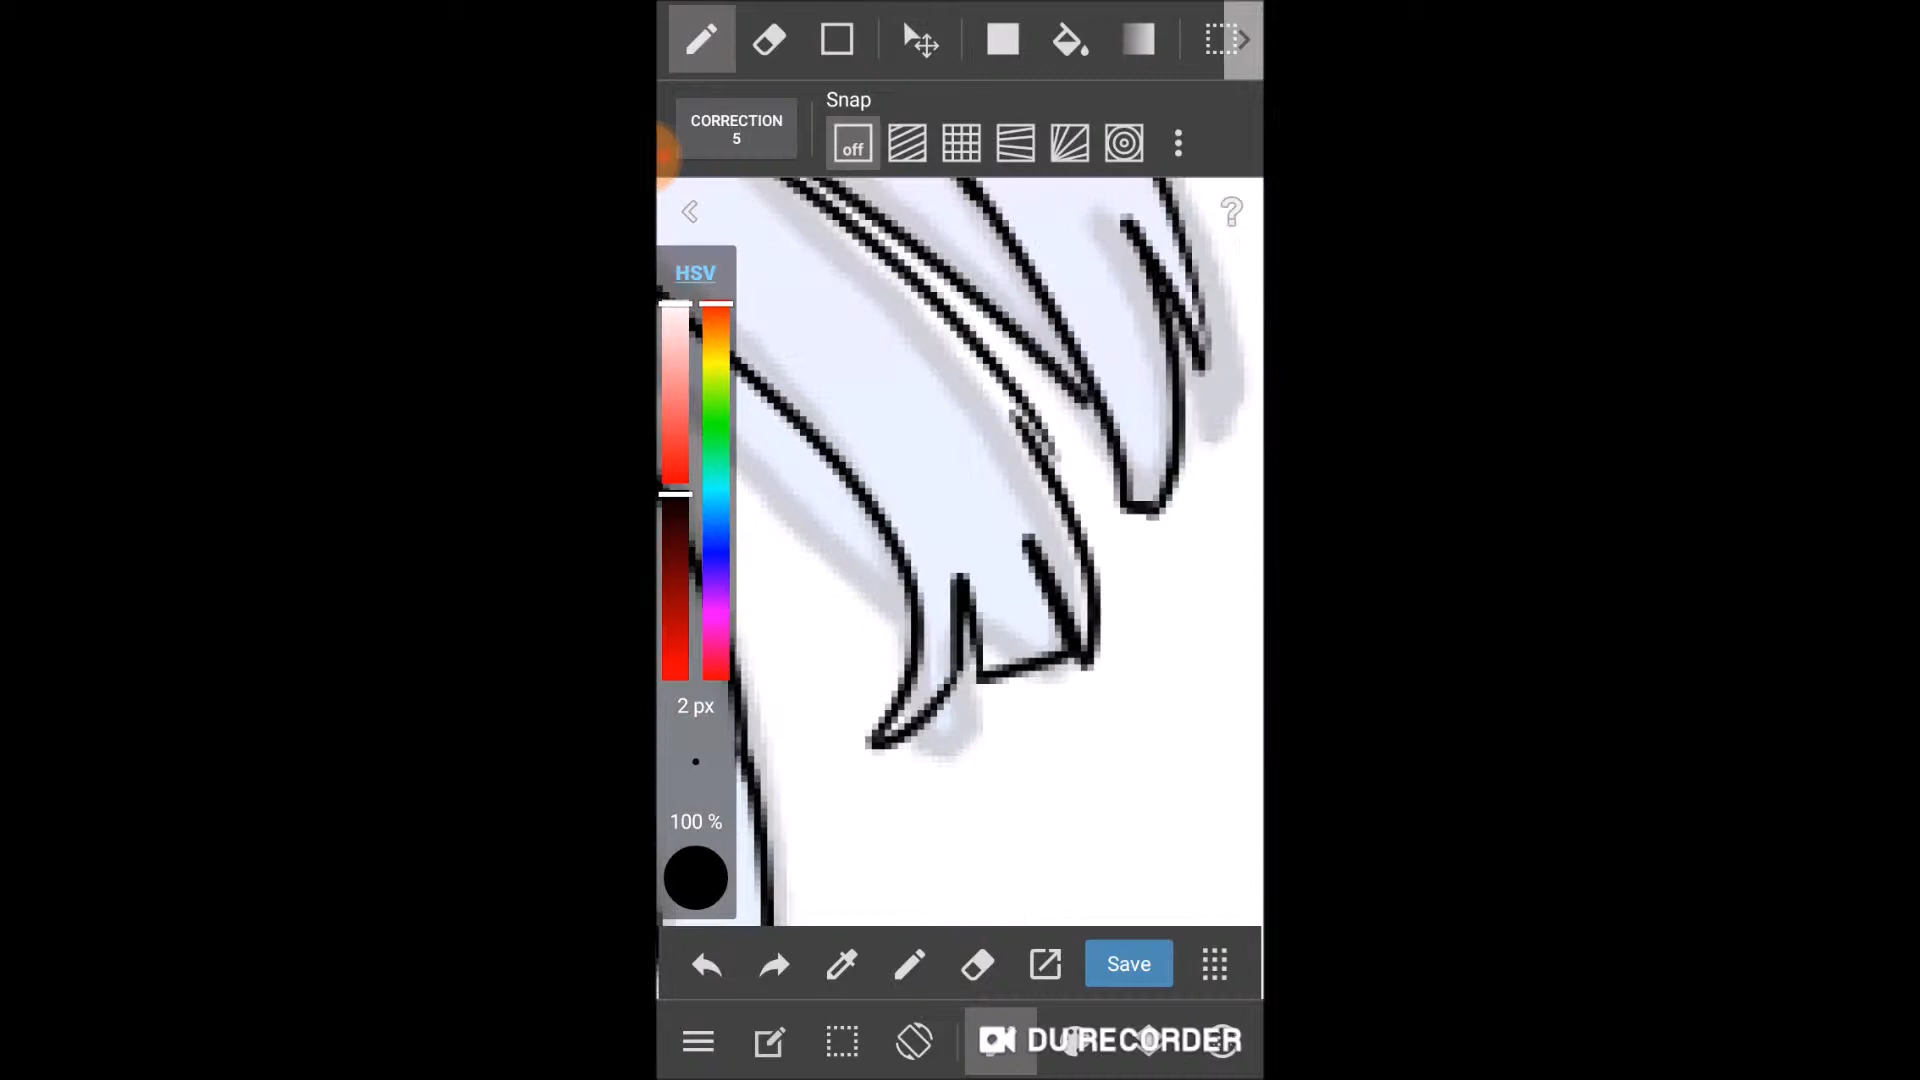 Snap
CORRECTION
5
off
HSV
2 px
100 %
Save
DU RECORDER